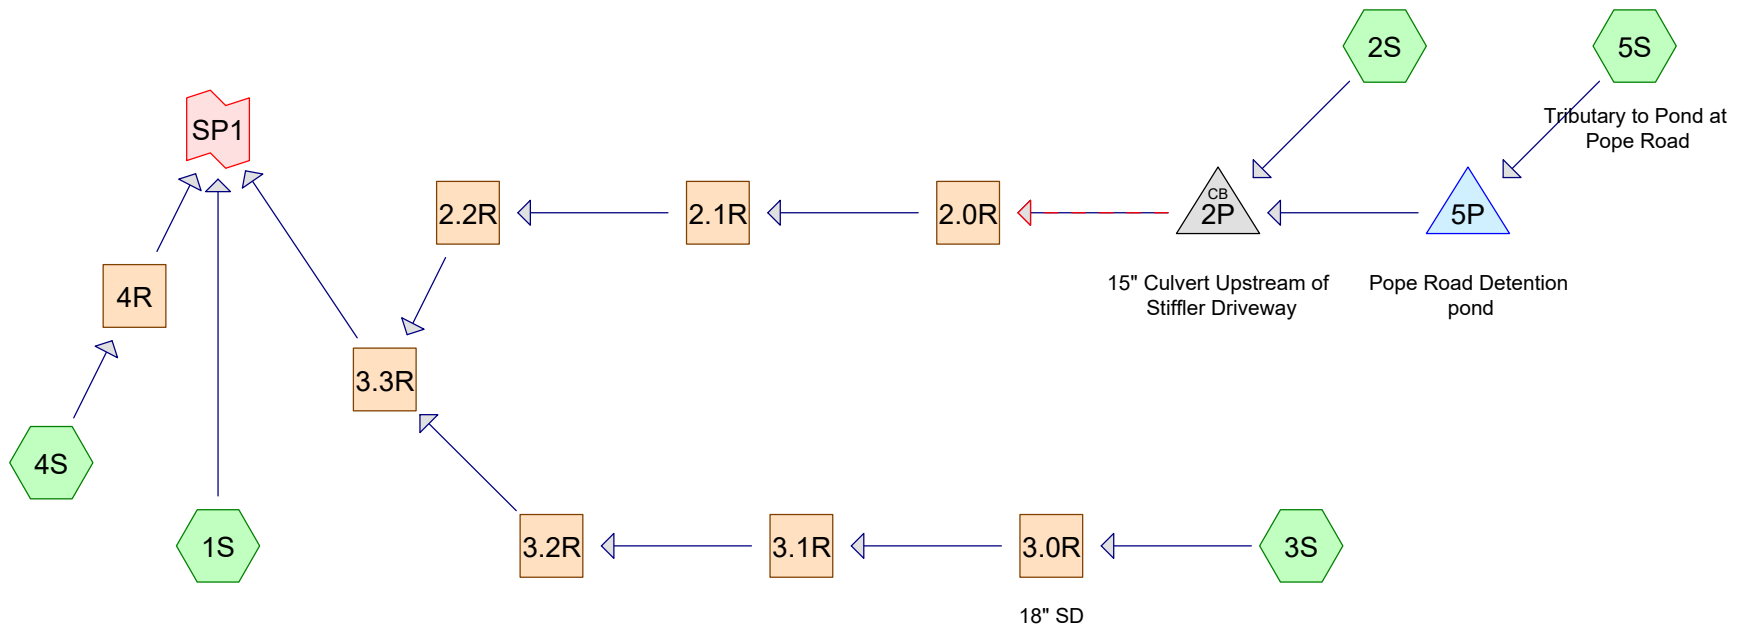 2S
5S
Tributary to Pond at
Pope Road
SP1
2.2R
2.1R
2.0R
CB
2P
5P
15" Culvert Upstream of
Stiffler Driveway
Pope Road Detention
pond
4R
3.3R
4S
1S
3.2R
3.1R
3.0R
3S
18" SD